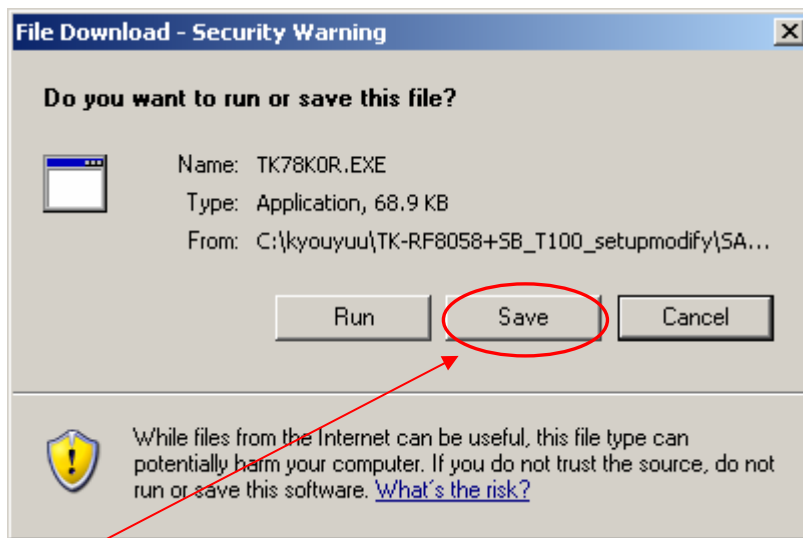 File Download - Security Warning
Do you want to run or save this file?
Name: TK78K0R.EXE
Type: Application, 68.9 KB
From: C:\kyouyuu\TK-RF8058+SB_T100_setupmodify\SA...
Run Save Cancel
While files from the Internet can be useful, this file type can
potentially harm your computer. If you do not trust the source, do not
run or save this software. What's the risk?